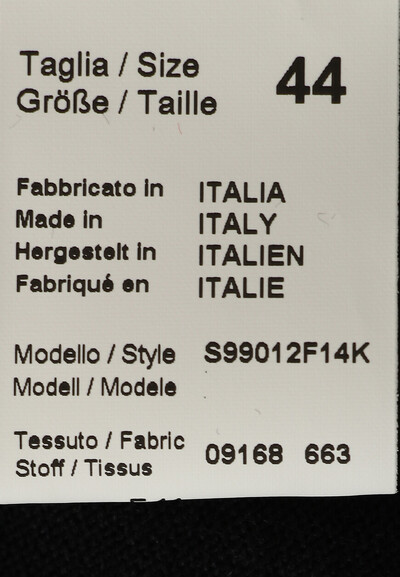 Taglia / Size 44
Größe / Taille
Fabbricato in ITALIA
Made in ITALY
Hergestelt in ITALIEN
Fabriqué en ITALIE
Modello / Style S99012F14K
Modell / Modele
Tessuto / Fabric 09168 663
Stoff / Tissus